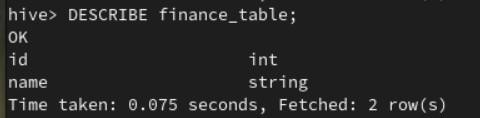 hive> DESCRIBE finance_table;
OK
id                      int
name                    string
Time taken: 0.075 seconds, Fetched: 2 row(s)